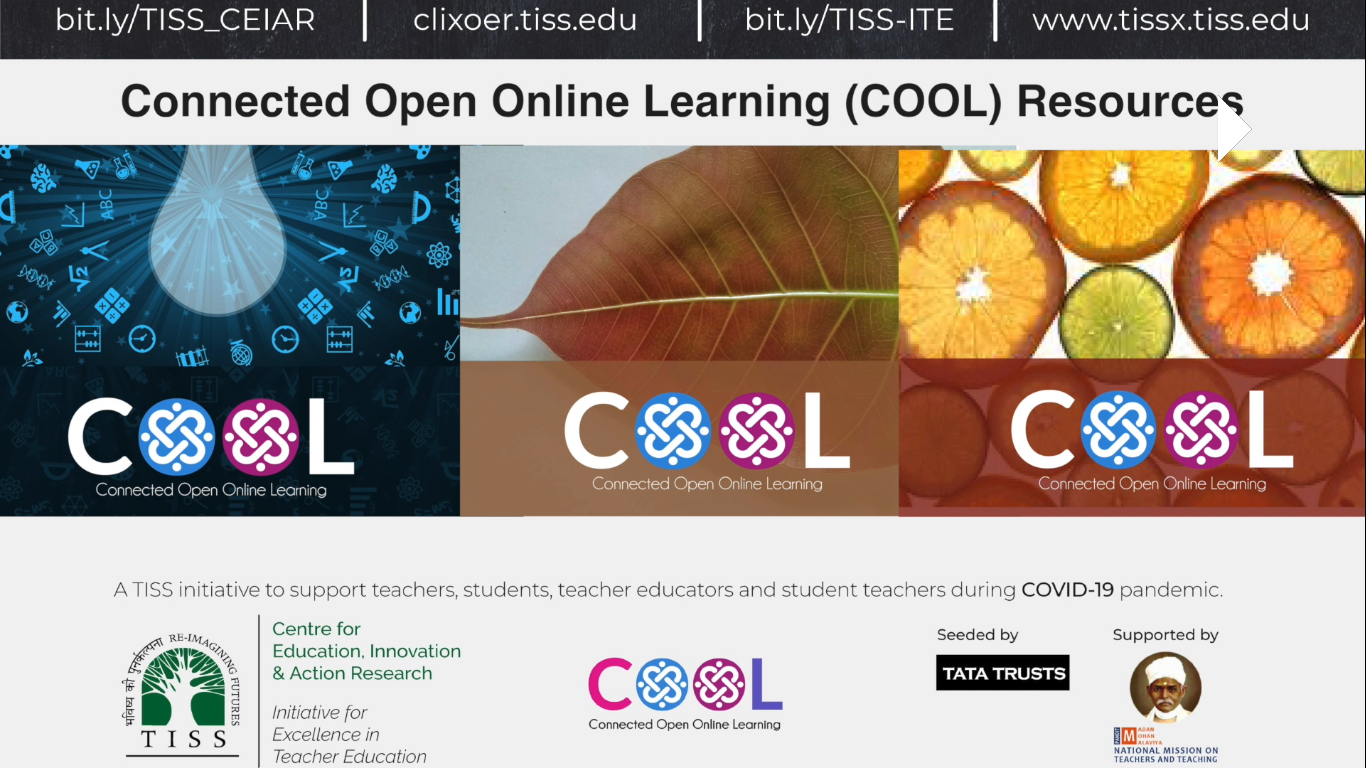 bit.ly/TISS_CEIAR | clixoer.tiss.edu | bit.ly/TISS-ITE | www.tissx.tiss.edu
Connected Open Online Learning (COOL) Resources
ABC
ABC
√2
√3
COOL
Connected Open Online Learning
COOL
Connected Open Online Learning
COOL
Connected Open Online Learning
A TISS initiative to support teachers, students, teacher educators and student teachers during COVID-19 pandemic.
भविष्य की पुनर्कल्पना RE-IMAGINING FUTURES
TISS
Centre for
Education, Innovation
& Action Research
Initiative for
Excellence in
Teacher Education
COOL
Connected Open Online Learning
Seeded by
TATA TRUSTS
Supported by
PANDIT
MADAN
MOHAN
MALAVIYA
NATIONAL MISSION ON
TEACHERS AND TEACHING